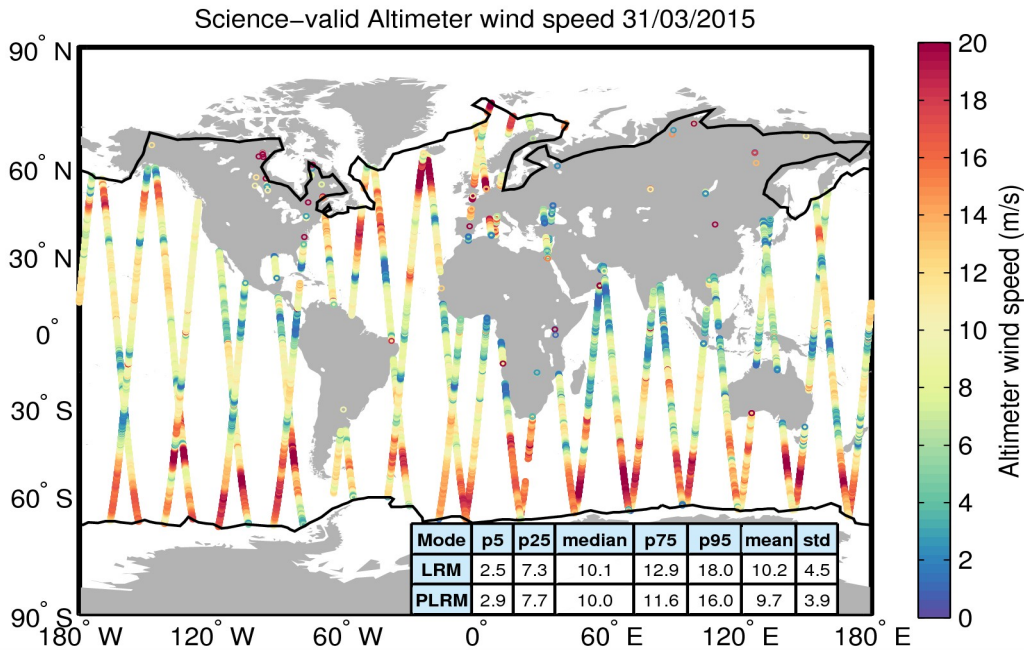 Science−valid Altimeter wind speed 31/03/2015
90° N
60° N
30° N
0°
30° S
60° S
90° S
180° W
120° W
60° W
0°
60° E
120° E
180° E
Mode p5 p25 median p75 p95 mean std
LRM 2.5 7.3 10.1 12.9 18.0 10.2 4.5
PLRM 2.9 7.7 10.0 11.6 16.0 9.7 3.9
20
18
16
14
12
10
8
6
4
2
0
Altimeter wind speed (m/s)